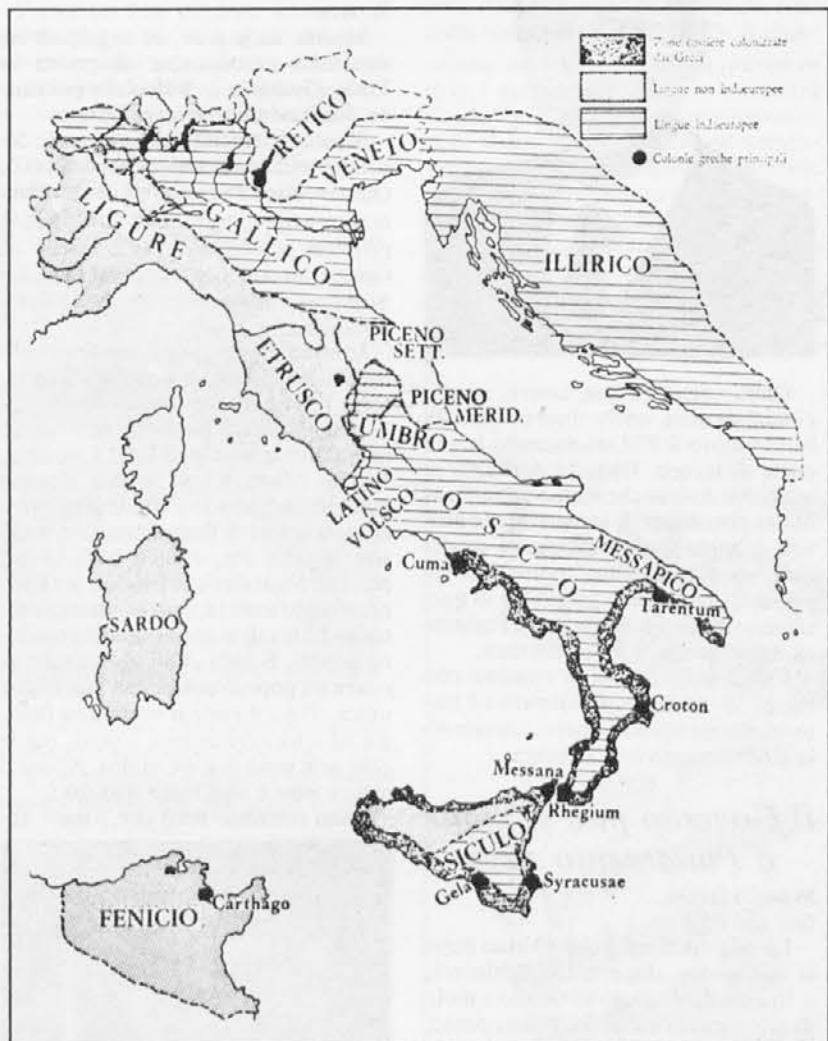 Zone costiere colonizzate
dai Greci
Lingue non indoeuropee
Lingue indoeuropee
Colonie greche principali
RETICO
VENETO
LIGURE
GALLICO
ILLIRICO
PICENO
SETT.
ETRUSCO
PICENO
MERID.
UMBRO
LATINO
VOLSCO
OSCO
MESSAPICO
Cuma
Tarentum
SARDO
Croton
Messana
Rhegium
SICULO
Gela
Syracusae
Carthago
FENICIO